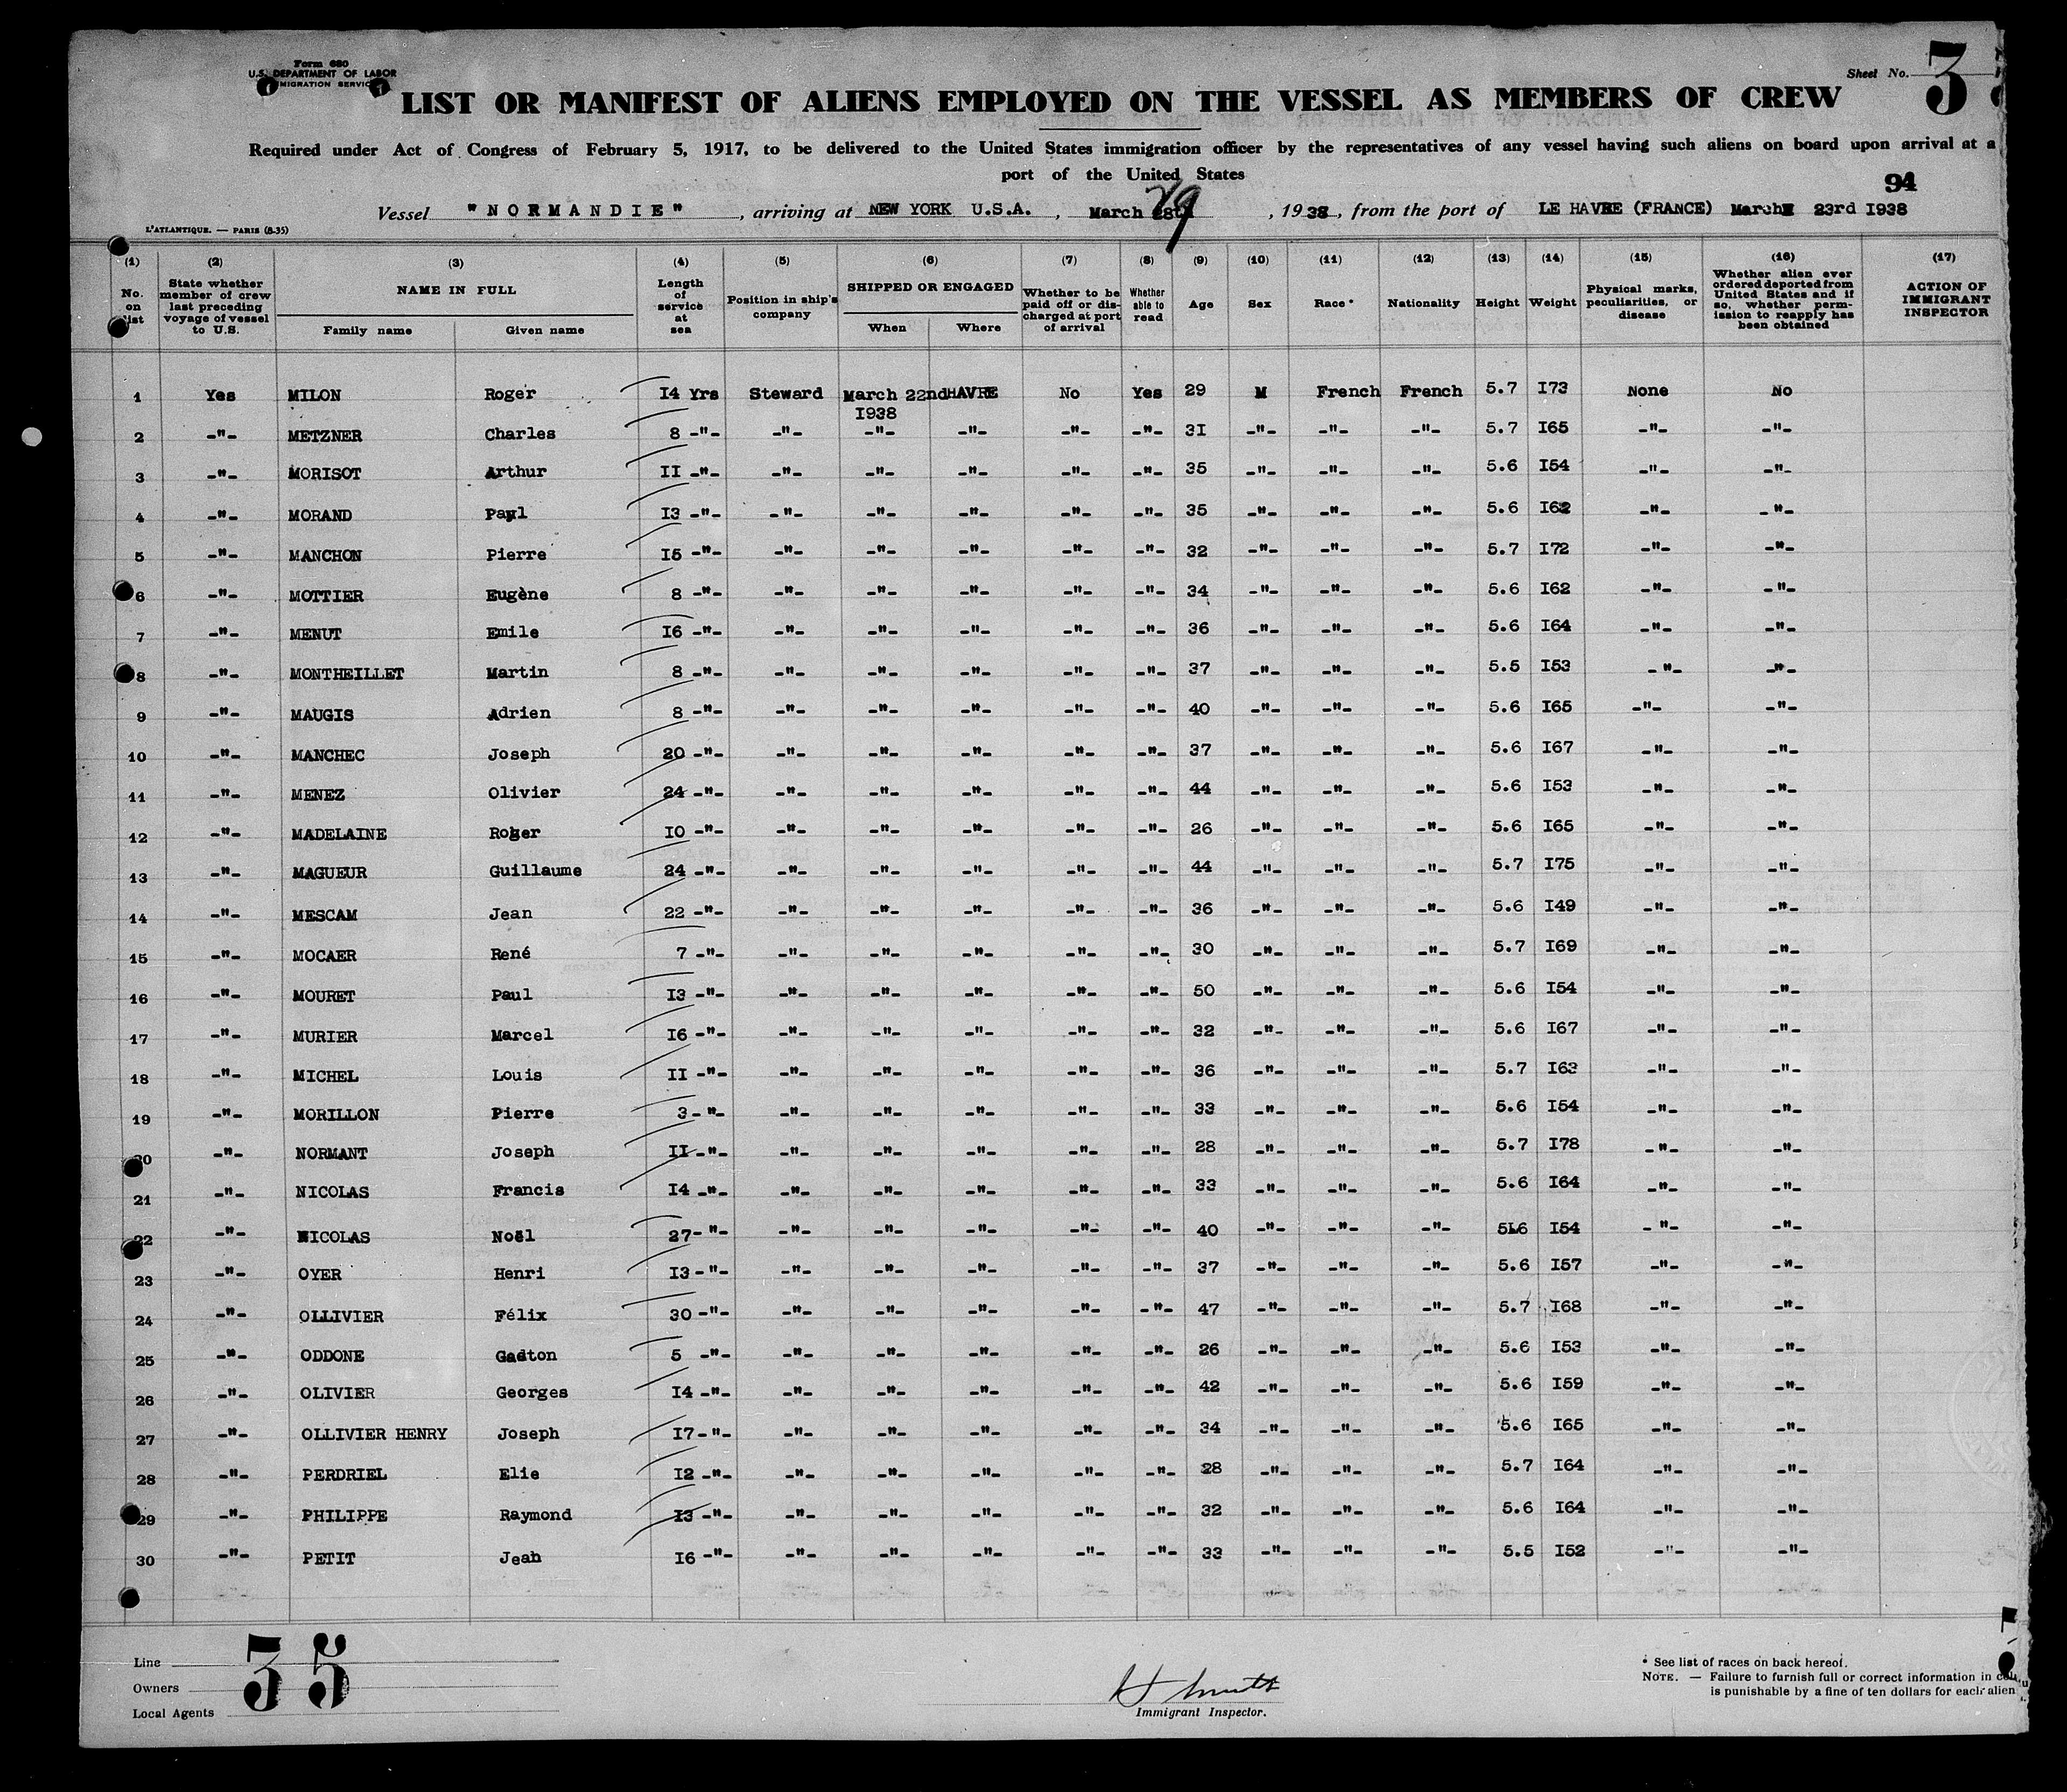 Form 680
U.S. DEPARTMENT OF LABOR
IMMIGRATION SERVICE
Sheet No. 3
LIST OR MANIFEST OF ALIENS EMPLOYED ON THE VESSEL AS MEMBERS OF CREW
Required under Act of Congress of February 5, 1917, to be delivered to the United States immigration officer by the representatives of any vessel having such aliens on board upon arrival at a
port of the United States
94
Vessel "NORMANDIE", arriving at NEW YORK U.S.A., March 29, 1938, from the port of LE HAVRE (FRANCE) March 23rd 1938
L'ATLANTIQUE. — PARIS (8-35)
(1) (2) (3) (4) (5) (6) (7) (8) (9) (10) (11) (12) (13) (14) (15) (16) (17)
No. on list State whether member of crew last preceding voyage of vessel to U.S. NAME IN FULL Family name Given name Length of service at sea Position in ship's company SHIPPED OR ENGAGED When Where Whether to be paid off or discharged at port of arrival Whether able to read Age Sex Race* Nationality Height Weight Physical marks, peculiarities, or disease Whether alien ever ordered deported from United States and if so, whether permission to reapply has been obtained ACTION OF IMMIGRANT INSPECTOR
1 Yes MILON Roger I4 Yrs Steward March 22nd I938 HAVRE No Yes 29 M French French 5.7 I73 None No
2 -"- METZNER Charles 8 -"- -"- -"- -"- -"- -"- 3I -"- -"- -"- 5.7 I65 -"- -"-
3 -"- MORISOT Arthur II -"- -"- -"- -"- -"- -"- 35 -"- -"- -"- 5.6 I54 -"- -"-
4 -"- MORAND Paul I3 -"- -"- -"- -"- -"- -"- 35 -"- -"- -"- 5.6 I62 -"- -"-
5 -"- MANCHON Pierre I5 -"- -"- -"- -"- -"- -"- 32 -"- -"- -"- 5.7 I72 -"- -"-
6 -"- MOTTIER Eugène 8 -"- -"- -"- -"- -"- -"- 34 -"- -"- -"- 5.6 I62 -"- -"-
7 -"- MENUT Emile I6 -"- -"- -"- -"- -"- -"- 36 -"- -"- -"- 5.6 I64 -"- -"-
8 -"- MONTHEILLET Martin 8 -"- -"- -"- -"- -"- -"- 37 -"- -"- -"- 5.5 I53 -"- -"-
9 -"- MAUGIS Adrien 8 -"- -"- -"- -"- -"- -"- 40 -"- -"- -"- 5.6 I65 -"- -"-
10 -"- MANCHEC Joseph 20 -"- -"- -"- -"- -"- -"- 37 -"- -"- -"- 5.6 I67 -"- -"-
11 -"- MENEZ Olivier 24 -"- -"- -"- -"- -"- -"- 44 -"- -"- -"- 5.6 I53 -"- -"-
12 -"- MADELAINE Roger I0 -"- -"- -"- -"- -"- -"- 26 -"- -"- -"- 5.6 I65 -"- -"-
13 -"- MAGUEUR Guillaume 24 -"- -"- -"- -"- -"- -"- 44 -"- -"- -"- 5.7 I75 -"- -"-
14 -"- MESCAM Jean 22 -"- -"- -"- -"- -"- -"- 36 -"- -"- -"- 5.6 I49 -"- -"-
15 -"- MOCAER René 7 -"- -"- -"- -"- -"- -"- 30 -"- -"- -"- 5.7 I69 -"- -"-
16 -"- MOURET Paul I3 -"- -"- -"- -"- -"- -"- 50 -"- -"- -"- 5.6 I54 -"- -"-
17 -"- MURIER Marcel I6 -"- -"- -"- -"- -"- -"- 32 -"- -"- -"- 5.6 I67 -"- -"-
18 -"- MICHEL Louis II -"- -"- -"- -"- -"- -"- 36 -"- -"- -"- 5.7 I63 -"- -"-
19 -"- MORILLON Pierre 3 -"- -"- -"- -"- -"- -"- 33 -"- -"- -"- 5.6 I54 -"- -"-
20 -"- NORMANT Joseph II -"- -"- -"- -"- -"- -"- 28 -"- -"- -"- 5.7 I78 -"- -"-
21 -"- NICOLAS Francis I4 -"- -"- -"- -"- -"- -"- 33 -"- -"- -"- 5.6 I64 -"- -"-
22 -"- NICOLAS Noël 27 -"- -"- -"- -"- -"- -"- 40 -"- -"- -"- 5L6 I54 -"- -"-
23 -"- OYER Henri I3 -"- -"- -"- -"- -"- -"- 37 -"- -"- -"- 5.6 I57 -"- -"-
24 -"- OLLIVIER Félix 30 -"- -"- -"- -"- -"- -"- 47 -"- -"- -"- 5.7 I68 -"- -"-
25 -"- ODDONE Gaston 5 -"- -"- -"- -"- -"- -"- 26 -"- -"- -"- 5.6 I53 -"- -"-
26 -"- OLIVIER Georges I4 -"- -"- -"- -"- -"- -"- 42 -"- -"- -"- 5.6 I59 -"- -"-
27 -"- OLLIVIER HENRY Joseph I7 -"- -"- -"- -"- -"- -"- 34 -"- -"- -"- 5.6 I65 -"- -"-
28 -"- PERDRIEL Elie I2 -"- -"- -"- -"- -"- -"- 28 -"- -"- -"- 5.7 I64 -"- -"-
29 -"- PHILIPPE Raymond I3 -"- -"- -"- -"- -"- -"- 32 -"- -"- -"- 5.6 I64 -"- -"-
30 -"- PETIT Jean I6 -"- -"- -"- -"- -"- -"- 33 -"- -"- -"- 5.5 I52 -"- -"-
Line
Owners
Local Agents
35
Immigrant Inspector.
* See list of races on back hereof.
NOTE. — Failure to furnish full or correct information in
is punishable by a fine of ten dollars for each alien